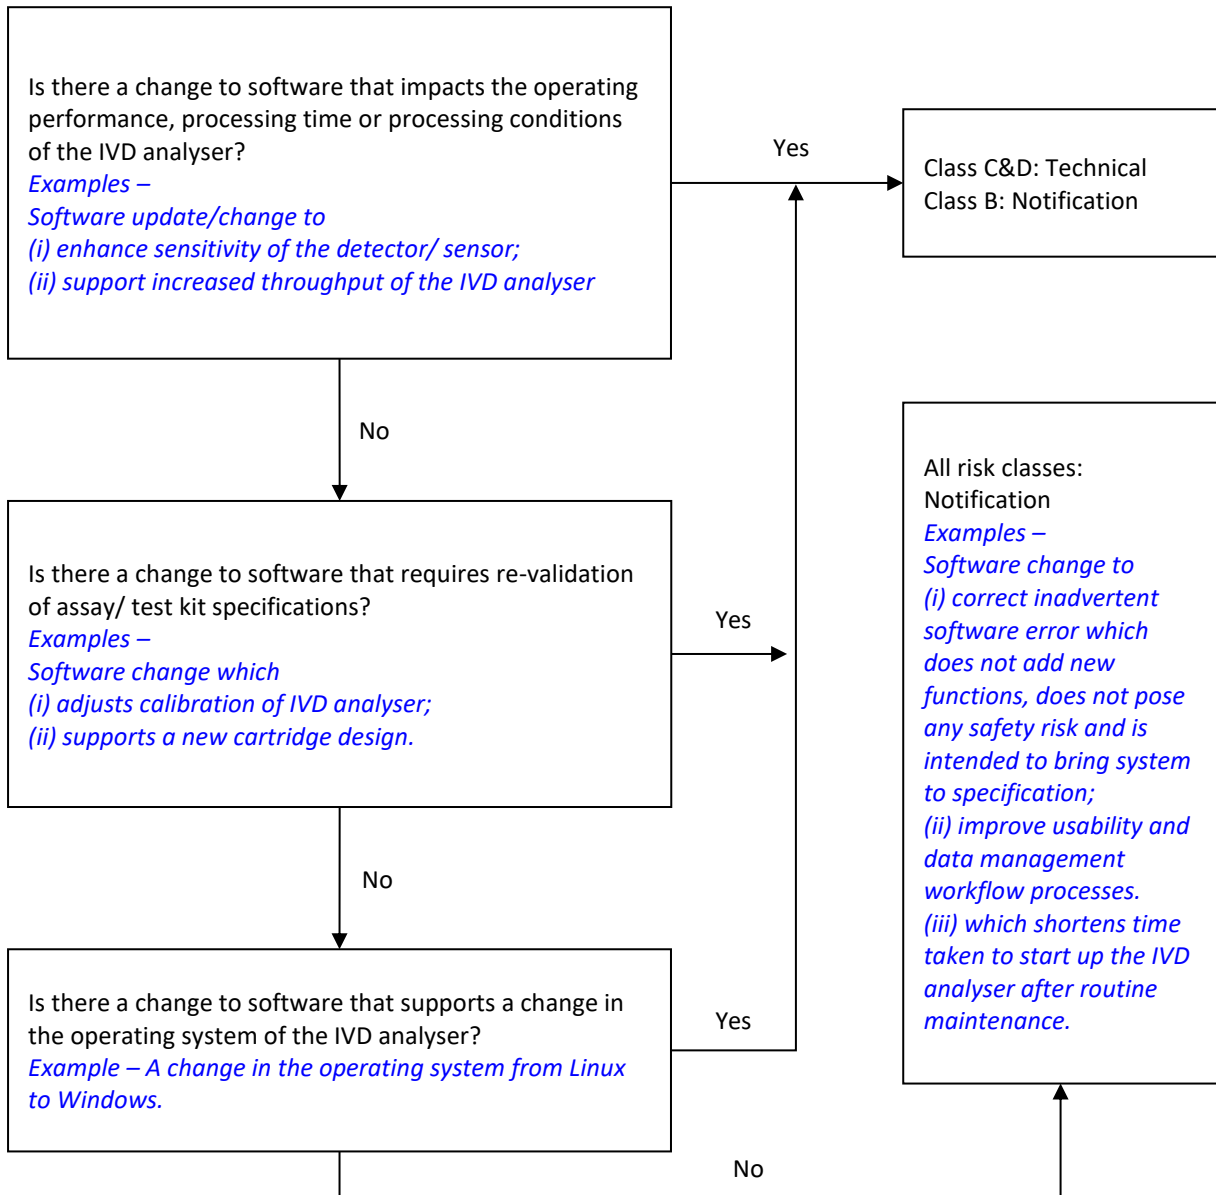 Is there a change to software that impacts the operating
performance, processing time or processing conditions
of the IVD analyser?
Examples –
Software update/change to
(i) enhance sensitivity of the detector/ sensor;
(ii) support increased throughput of the IVD analyser
Yes
Class C&D: Technical
Class B: Notification
No
Is there a change to software that requires re-validation
of assay/ test kit specifications?
Examples –
Software change which
(i) adjusts calibration of IVD analyser;
(ii) supports a new cartridge design.
Yes
No
Is there a change to software that supports a change in
the operating system of the IVD analyser?
Example – A change in the operating system from Linux
to Windows.
Yes
No
All risk classes:
Notification
Examples –
Software change to
(i) correct inadvertent
software error which
does not add new
functions, does not pose
any safety risk and is
intended to bring system
to specification;
(ii) improve usability and
data management
workflow processes.
(iii) which shortens time
taken to start up the IVD
analyser after routine
maintenance.